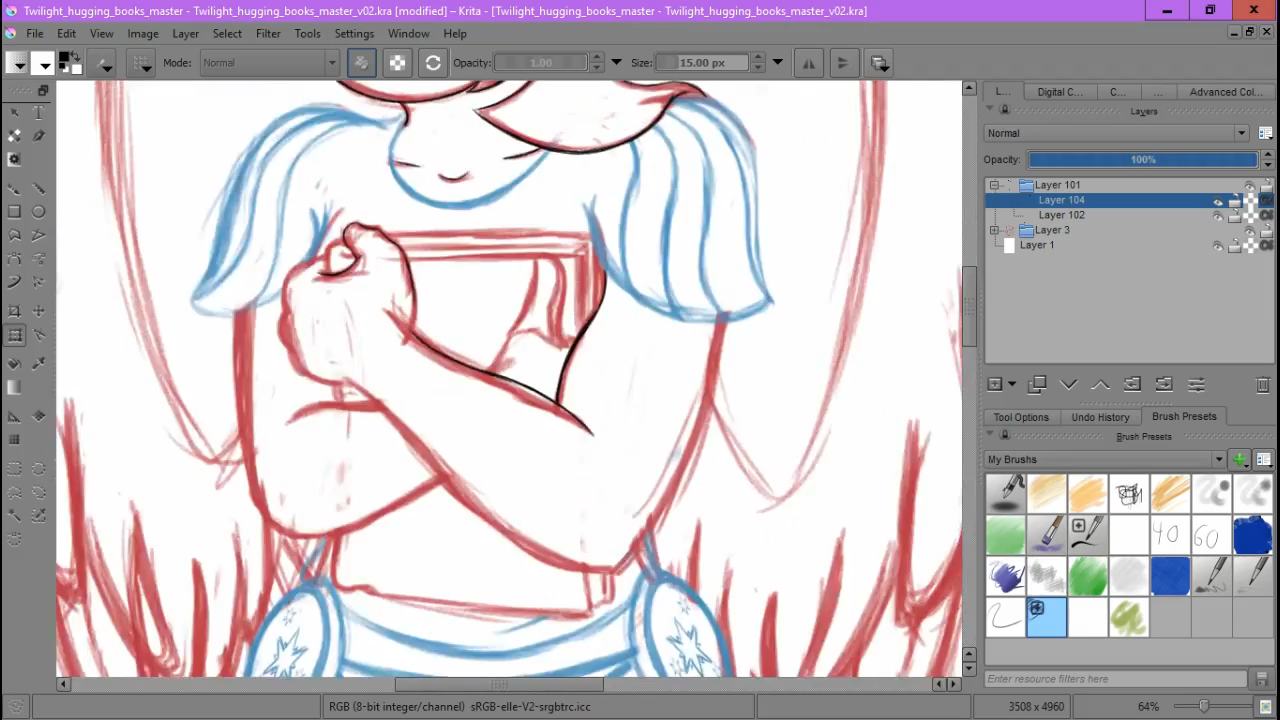 Twilight_hugging_books_master - Twilight_hugging_books_master_v02.kra [modified] – Krita - [Twilight_hugging_books_master - Twilight_hugging_books_master_v02.kra]
File Edit View Image Layer Select Filter Tools Settings Window Help
Mode: Normal Opacity: 1.00 Size: 15.00 px
L... Digital C... C... ... Advanced Col...
Layers
Normal
Opacity: 100%
Layer 101
Layer 104
Layer 102
Layer 3
Layer 1
Tool Options Undo History Brush Presets
Brush Presets
My Brushs
40 60
Enter resource filters here
RGB (8-bit integer/channel) sRGB-elle-V2-srgbtrc.icc 3508 x 4960 64%